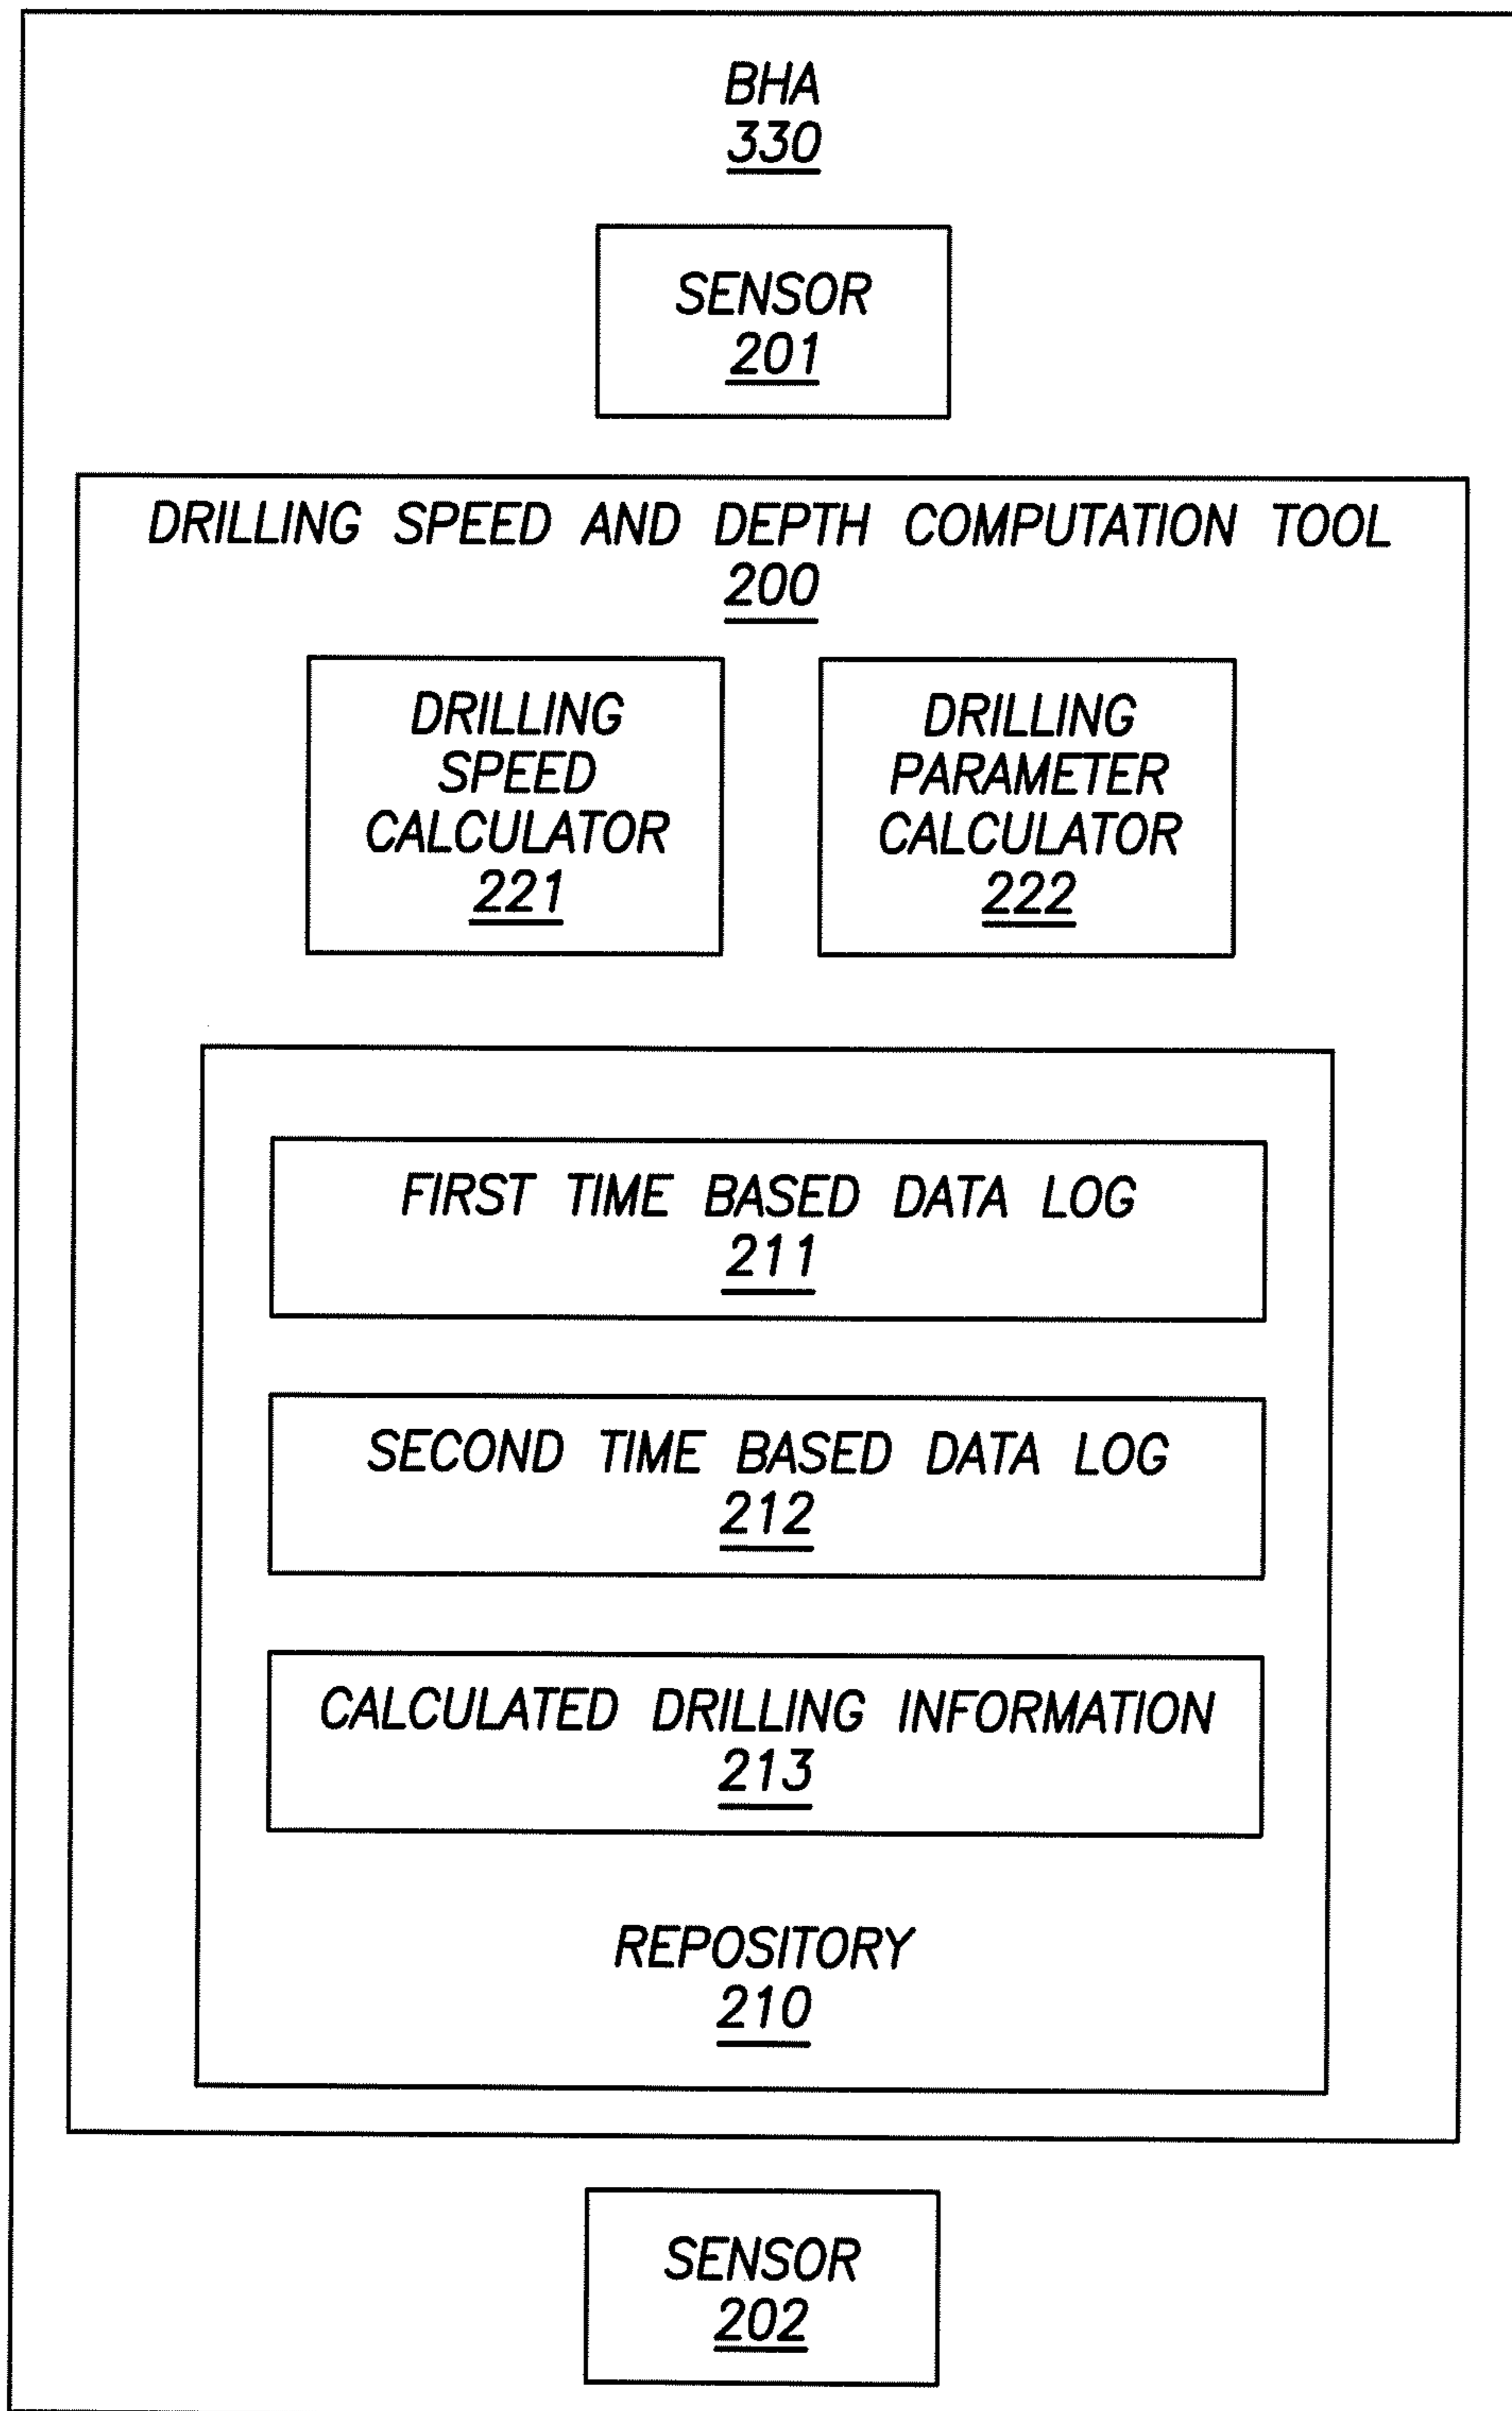 BHA
330
SENSOR
201
DRILLING SPEED AND DEPTH COMPUTATION TOOL
200
DRILLING
SPEED
CALCULATOR
221
DRILLING
PARAMETER
CALCULATOR
222
FIRST TIME BASED DATA LOG
211
SECOND TIME BASED DATA LOG
212
CALCULATED DRILLING INFORMATION
213
REPOSITORY
210
SENSOR
202